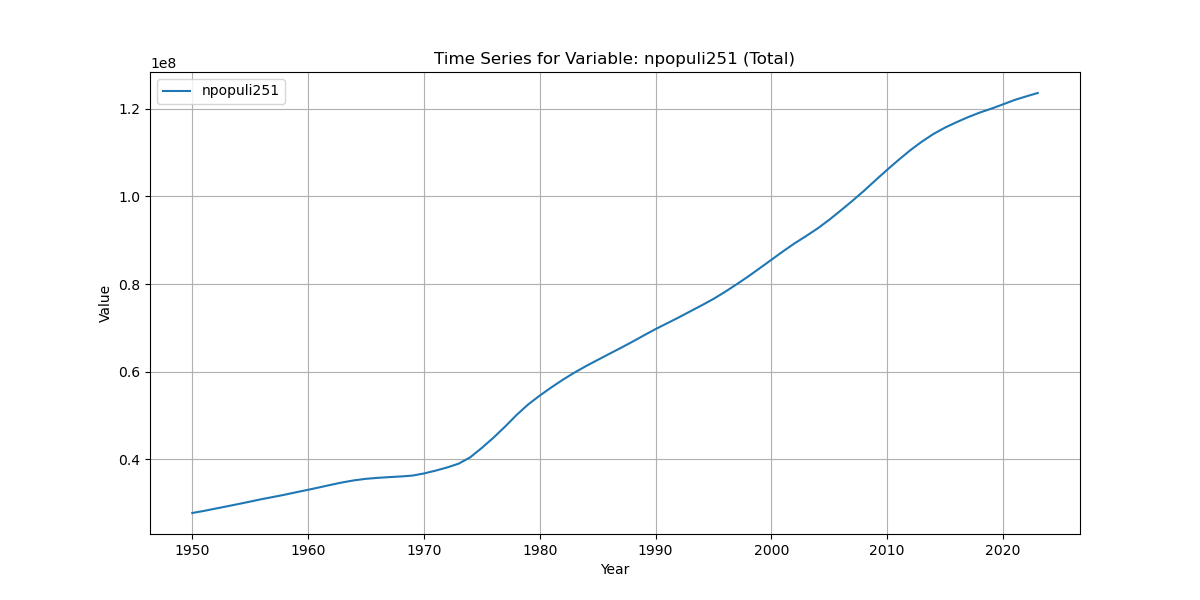 Time Series for Variable: npopuli251 (Total)
1e8
npopuli251
1.2
1.0
0.8
0.6
0.4
Value
1950 1960 1970 1980 1990 2000 2010 2020
Year